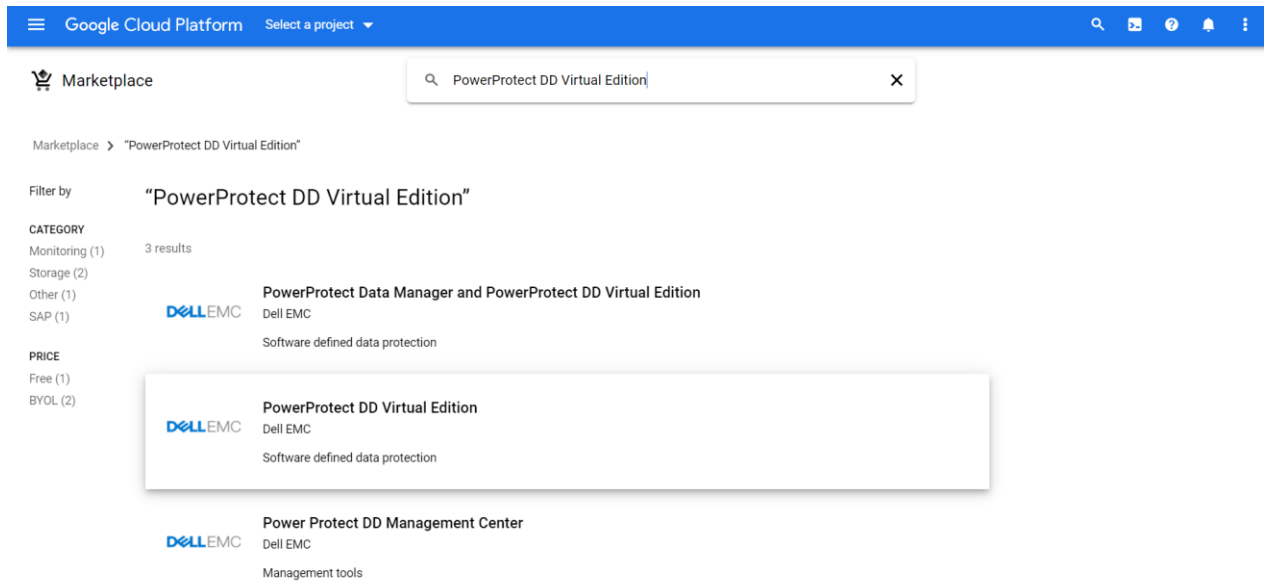 Google Cloud Platform Select a project
Marketplace
PowerProtect DD Virtual Edition
Marketplace "PowerProtect DD Virtual Edition"
Filter by
"PowerProtect DD Virtual Edition"
CATEGORY
Monitoring (1)
Storage (2)
Other (1)
SAP (1)
PRICE
Free (1)
BYOL (2)
3 results
DELLEMC
PowerProtect Data Manager and PowerProtect DD Virtual Edition
Dell EMC
Software defined data protection
DELLEMC
PowerProtect DD Virtual Edition
Dell EMC
Software defined data protection
DELLEMC
Power Protect DD Management Center
Dell EMC
Management tools